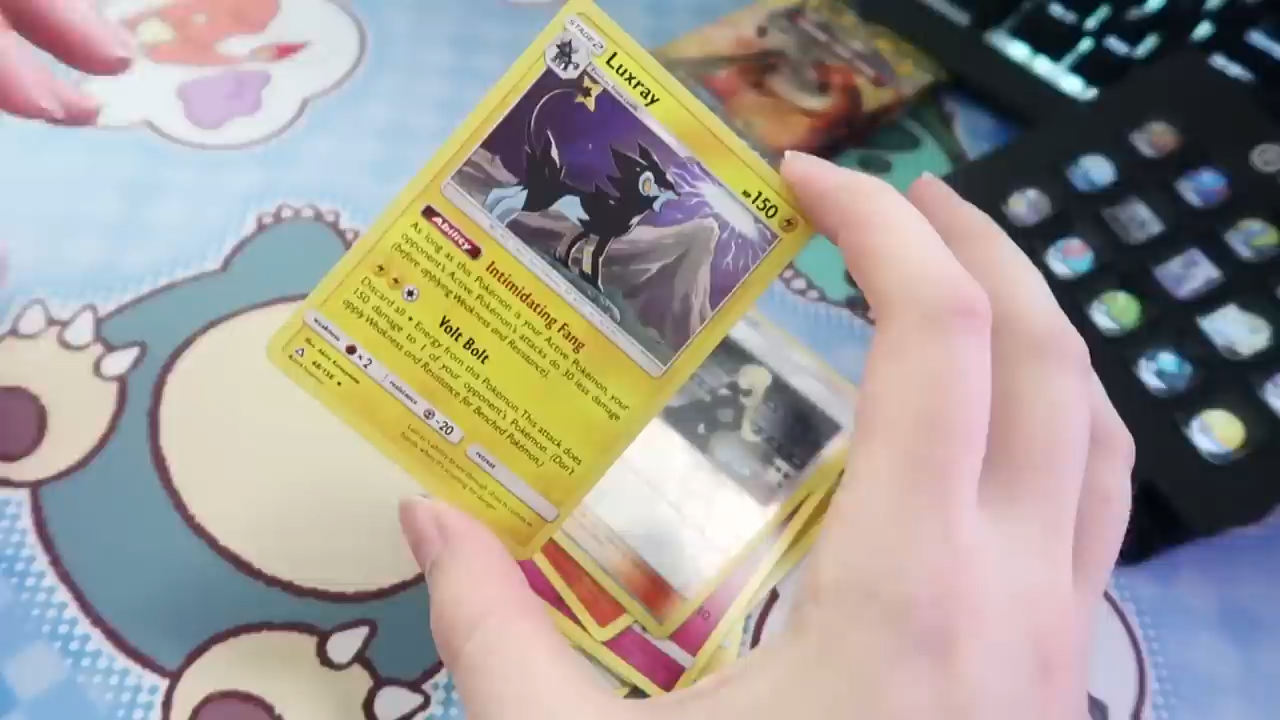 STAGE 2
Luxray
HP 150
Ability
Intimidating Fang
As long as this Pokémon is your Active Pokémon, your
opponent's Active Pokémon's attacks do 30 less damage
(before applying Weakness and Resistance).
Volt Bolt
Discard all Energy from this Pokémon. This attack does
150 damage to 1 of your opponent's Pokémon. (Don't
apply Weakness and Resistance for Benched Pokémon.)
weakness
×2
resistance
-20
retreat